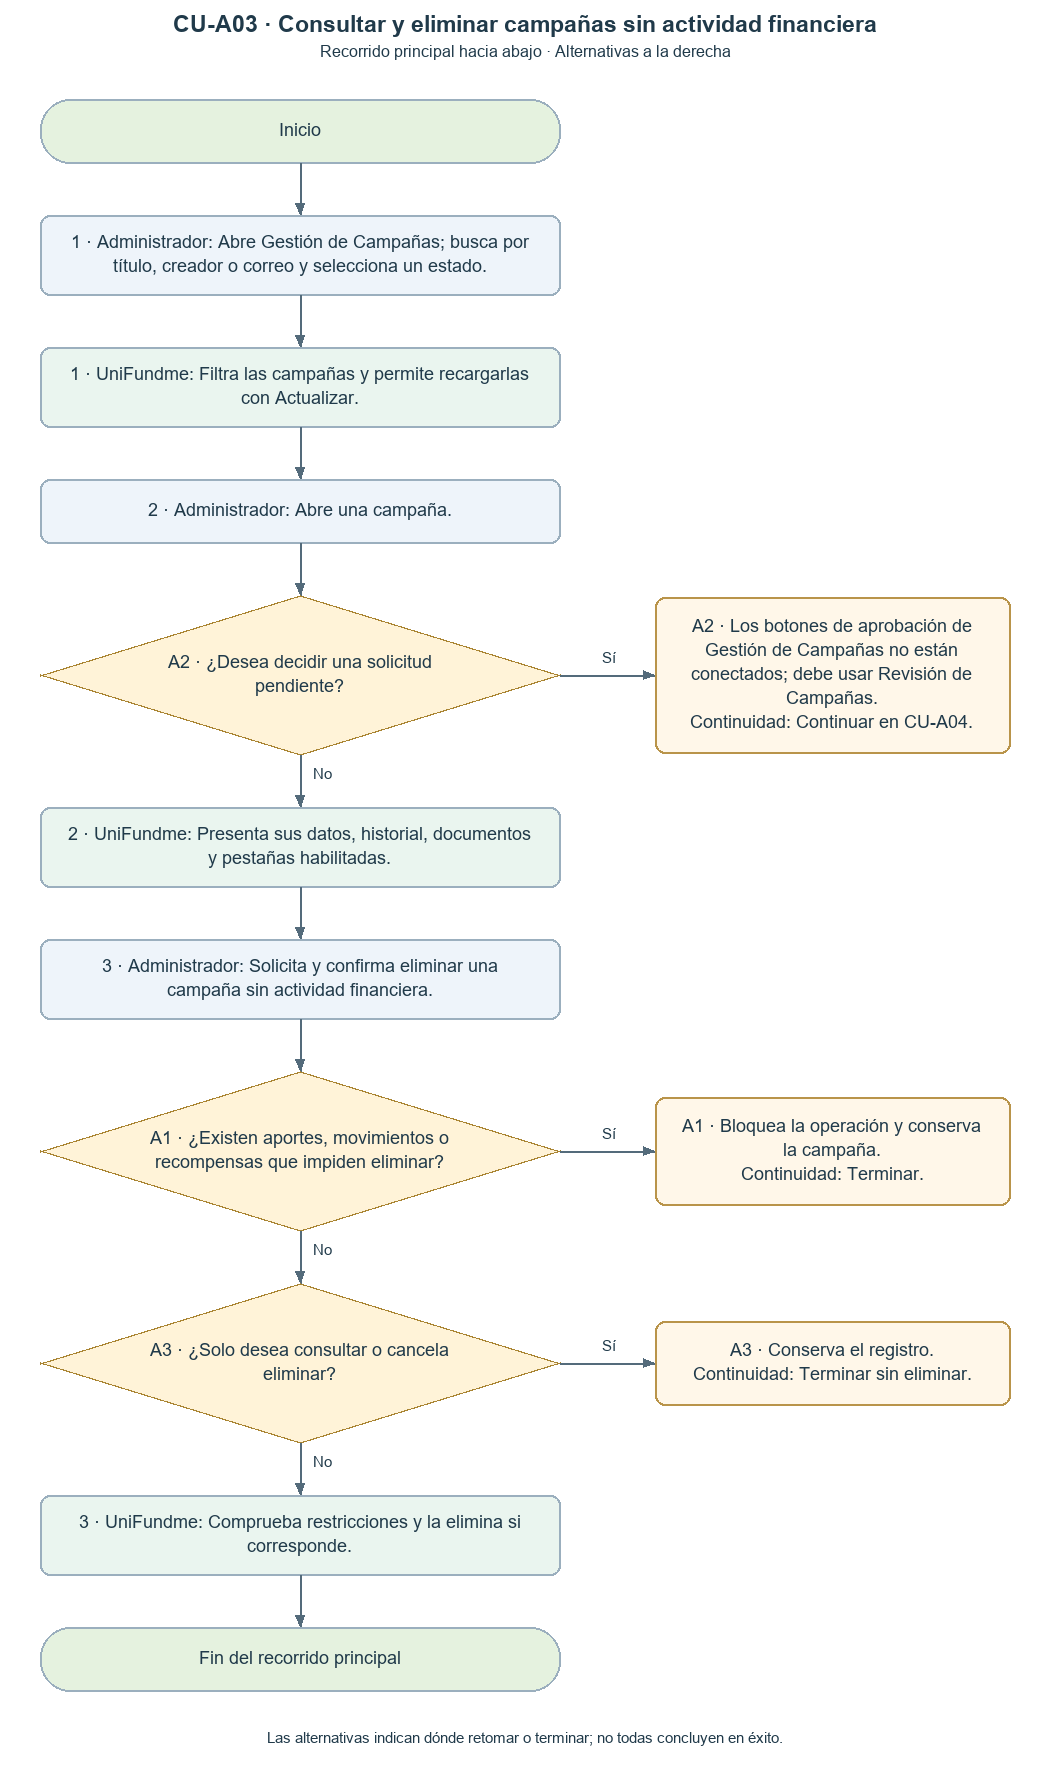 CU-A03 · Consultar y eliminar campañas sin actividad financiera
Recorrido principal hacia abajo · Alternativas a la derecha
Inicio
1 · Administrador: Abre Gestión de Campañas; busca por
título, creador o correo y selecciona un estado.
1 · UniFundme: Filtra las campañas y permite recargarlas
con Actualizar.
2 · Administrador: Abre una campaña.
A2 · ¿Desea decidir una solicitud
pendiente?
Sí
A2 · Los botones de aprobación de
Gestión de Campañas no están
conectados; debe usar Revisión de
Campañas.
Continuidad: Continuar en CU-A04.
No
2 · UniFundme: Presenta sus datos, historial, documentos
y pestañas habilitadas.
3 · Administrador: Solicita y confirma eliminar una
campaña sin actividad financiera.
A1 · ¿Existen aportes, movimientos o
recompensas que impiden eliminar?
Sí
A1 · Bloquea la operación y conserva
la campaña.
Continuidad: Terminar.
No
A3 · ¿Solo desea consultar o cancela
eliminar?
Sí
A3 · Conserva el registro.
Continuidad: Terminar sin eliminar.
No
3 · UniFundme: Comprueba restricciones y la elimina si
corresponde.
Fin del recorrido principal
Las alternativas indican dónde retomar o terminar; no todas concluyen en éxito.